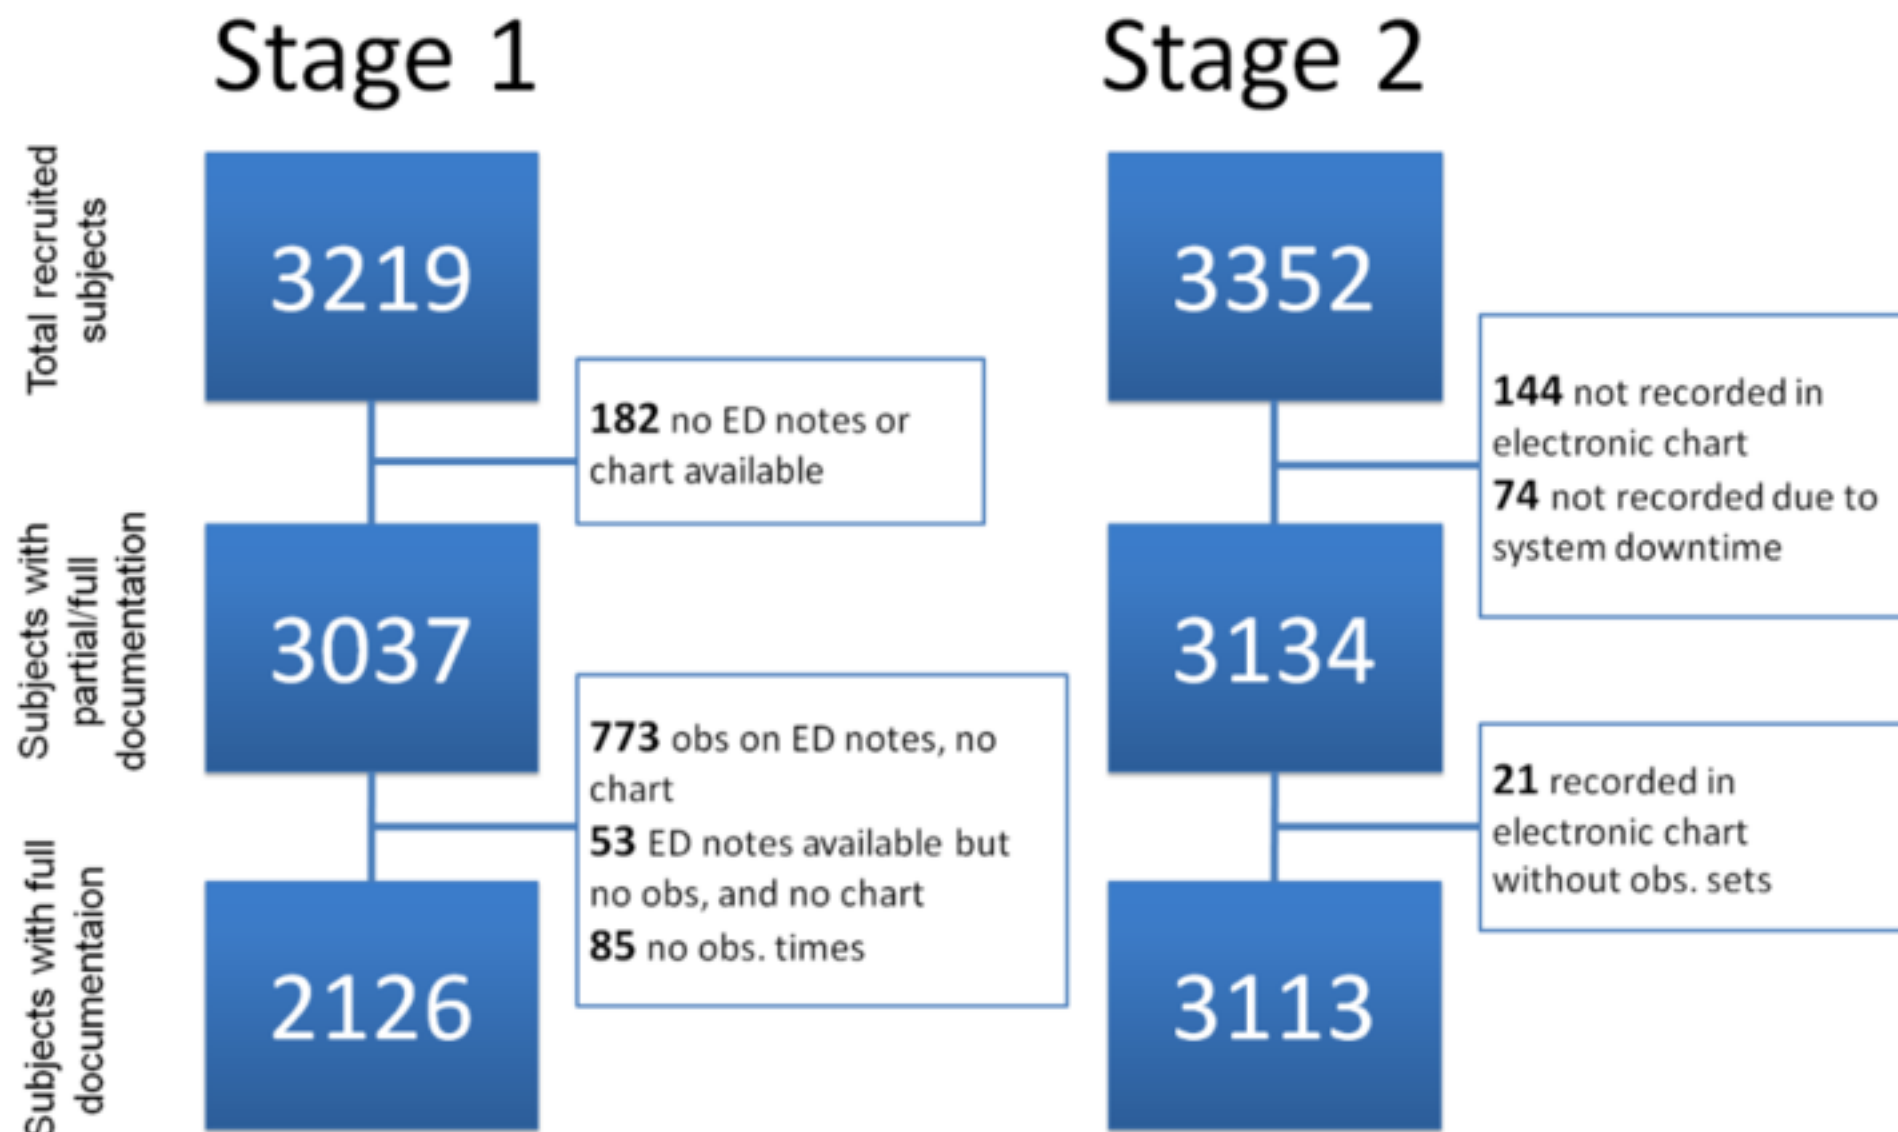 Stage 1
Stage 2
Total recruited
subjects
3219
3352
182 no ED notes or
chart available
144 not recorded in
electronic chart
74 not recorded due to
system downtime
Subjects with
partial/full
documentation
3037
3134
773 obs on ED notes, no
chart
53 ED notes available but
no obs, and no chart
85 no obs. times
21 recorded in
electronic chart
without obs. sets
Subjects with full
documentaion
2126
3113